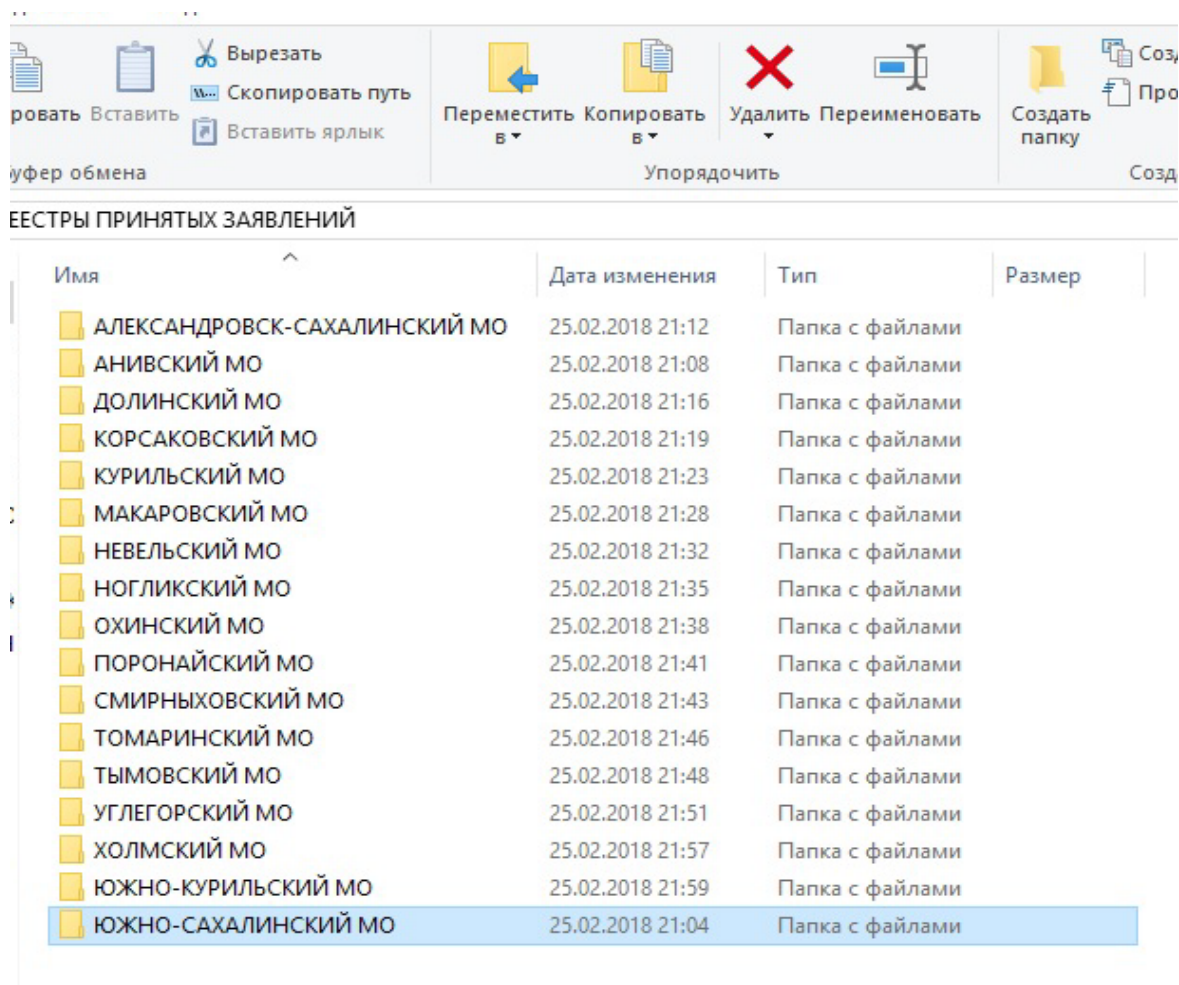 Вырезать
Скопировать путь
Вставить
Вставить ярлык
буфер обмена
Переместить в
Копировать в
Удалить
Переименовать
Упорядочить
Создать папку
ЕЕСТРЫ ПРИНЯТЫХ ЗАЯВЛЕНИЙ
Имя Дата изменения Тип Размер
АЛЕКСАНДРОВСК-САХАЛИНСКИЙ МО 25.02.2018 21:12 Папка с файлами
АНИВСКИЙ МО 25.02.2018 21:08 Папка с файлами
ДОЛИНСКИЙ МО 25.02.2018 21:16 Папка с файлами
КОРСАКОВСКИЙ МО 25.02.2018 21:19 Папка с файлами
КУРИЛЬСКИЙ МО 25.02.2018 21:23 Папка с файлами
МАКАРОВСКИЙ МО 25.02.2018 21:28 Папка с файлами
НЕВЕЛЬСКИЙ МО 25.02.2018 21:32 Папка с файлами
НОГЛИКСКИЙ МО 25.02.2018 21:35 Папка с файлами
ОХИНСКИЙ МО 25.02.2018 21:38 Папка с файлами
ПОРОНАЙСКИЙ МО 25.02.2018 21:41 Папка с файлами
СМИРНЫХОВСКИЙ МО 25.02.2018 21:43 Папка с файлами
ТОМАРИНСКИЙ МО 25.02.2018 21:46 Папка с файлами
ТЫМОВСКИЙ МО 25.02.2018 21:48 Папка с файлами
УГЛЕГОРСКИЙ МО 25.02.2018 21:51 Папка с файлами
ХОЛМСКИЙ МО 25.02.2018 21:57 Папка с файлами
ЮЖНО-КУРИЛЬСКИЙ МО 25.02.2018 21:59 Папка с файлами
ЮЖНО-САХАЛИНСКИЙ МО 25.02.2018 21:04 Папка с файлами